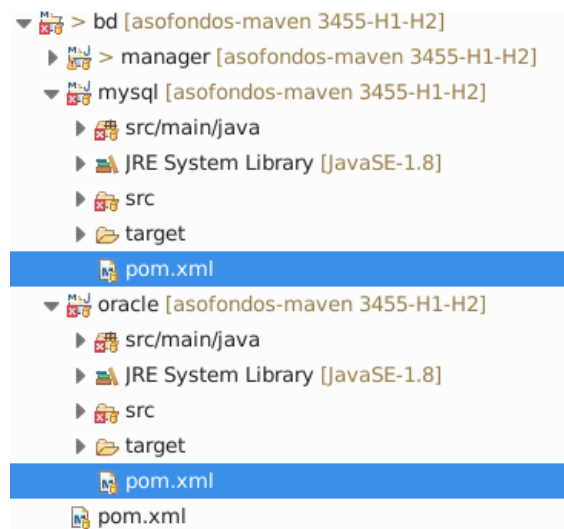 > bd [asofondos-maven 3455-H1-H2]
> manager [asofondos-maven 3455-H1-H2]
mysql [asofondos-maven 3455-H1-H2]
src/main/java
JRE System Library [JavaSE-1.8]
src
target
pom.xml
oracle [asofondos-maven 3455-H1-H2]
src/main/java
JRE System Library [JavaSE-1.8]
src
target
pom.xml
pom.xml